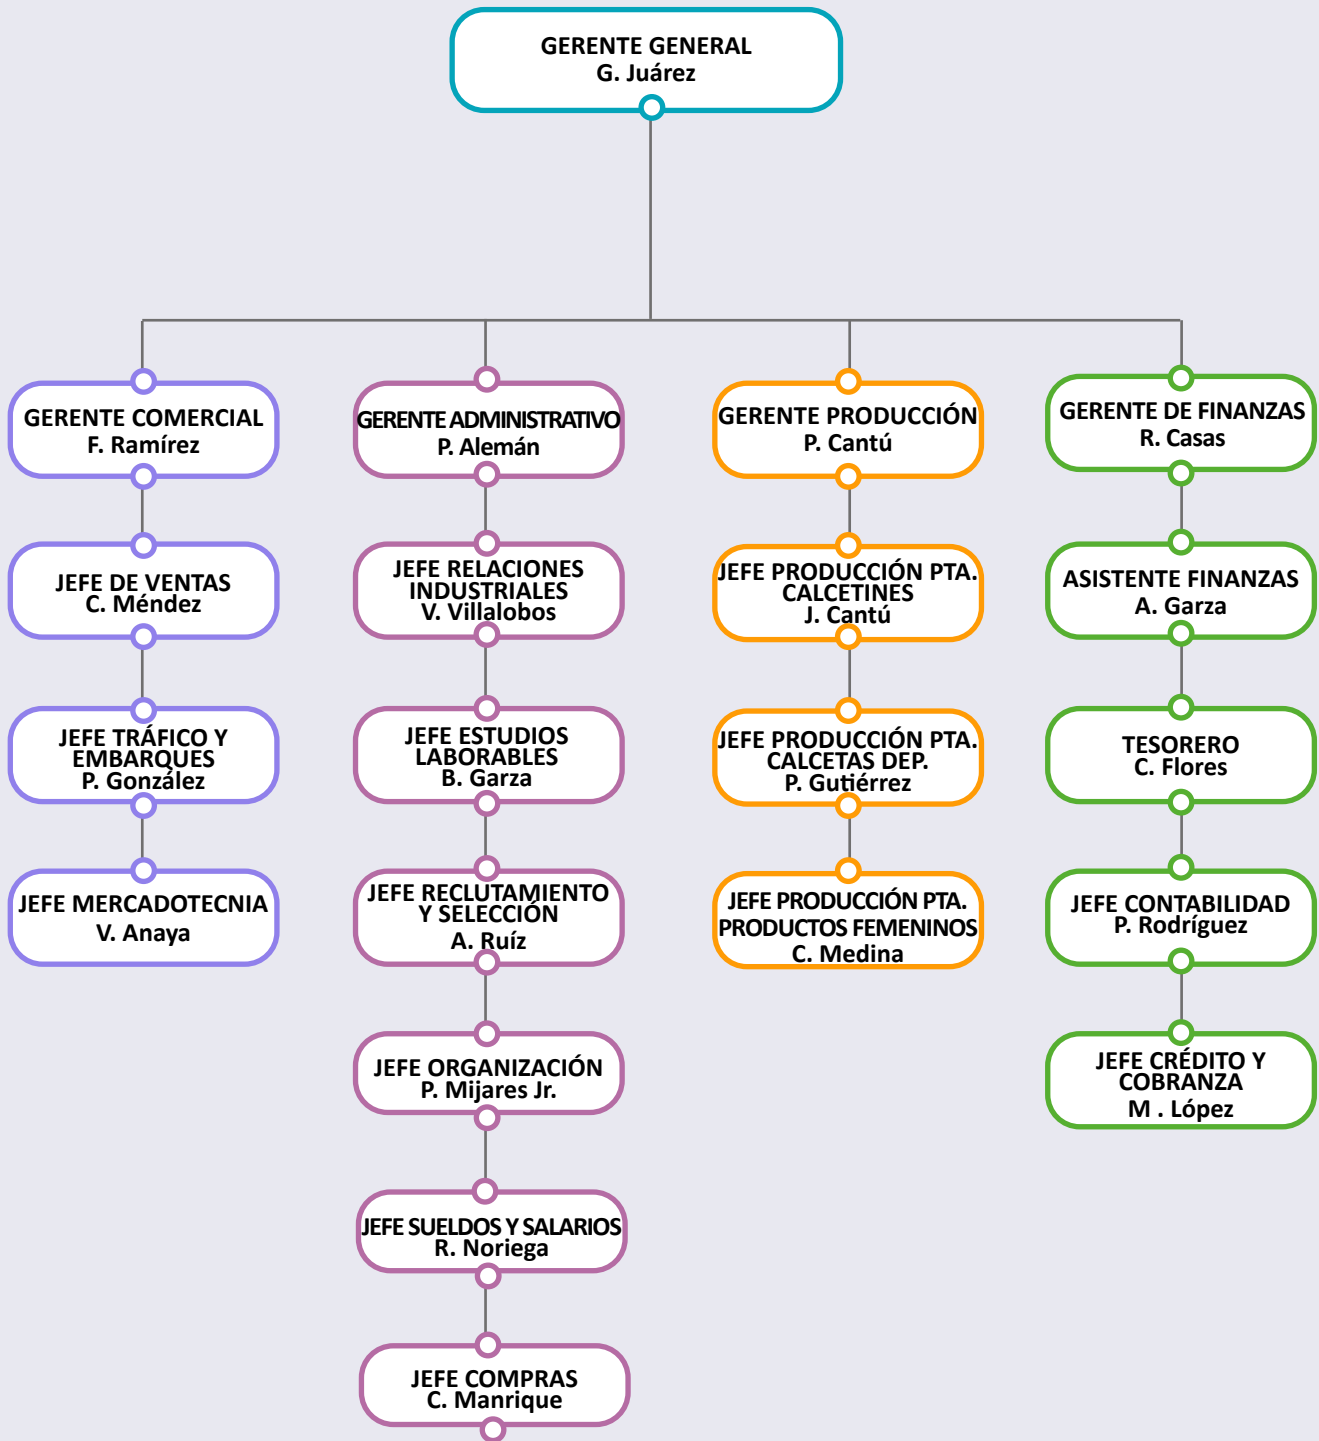 GERENTE GENERAL
G. Juárez
GERENTE COMERCIAL
F. Ramírez
JEFE DE VENTAS
C. Méndez
JEFE TRÁFICO Y
EMBARQUES
P. González
JEFE MERCADOTECNIA
V. Anaya
GERENTE ADMINISTRATIVO
P. Alemán
JEFE RELACIONES
INDUSTRIALES
V. Villalobos
JEFE ESTUDIOS
LABORABLES
B. Garza
JEFE RECLUTAMIENTO
Y SELECCIÓN
A. Ruíz
JEFE ORGANIZACIÓN
P. Mijares Jr.
JEFE SUELDOS Y SALARIOS
R. Noriega
JEFE COMPRAS
C. Manrique
GERENTE PRODUCCIÓN
P. Cantú
JEFE PRODUCCIÓN PTA.
CALCETINES
J. Cantú
JEFE PRODUCCIÓN PTA.
CALCETAS DEP.
P. Gutiérrez
JEFE PRODUCCIÓN PTA.
PRODUCTOS FEMENINOS
C. Medina
GERENTE DE FINANZAS
R. Casas
ASISTENTE FINANZAS
A. Garza
TESORERO
C. Flores
JEFE CONTABILIDAD
P. Rodríguez
JEFE CRÉDITO Y
COBRANZA
M . López